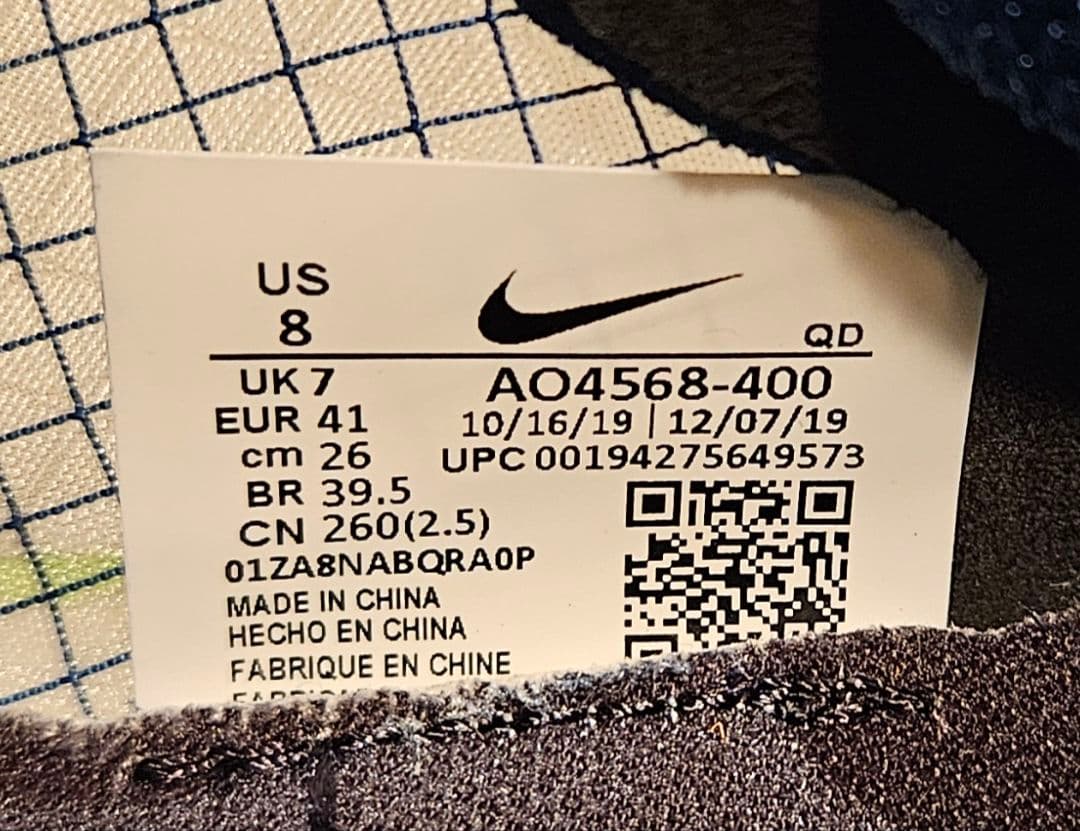 US
8
QD
UK 7
EUR 41
cm 26
BR 39.5
CN 260(2.5)
AO4568-400
10/16/19 | 12/07/19
UPC 00194275649573
01ZA8NABQRA0P
MADE IN CHINA
HECHO EN CHINA
FABRIQUE EN CHINE